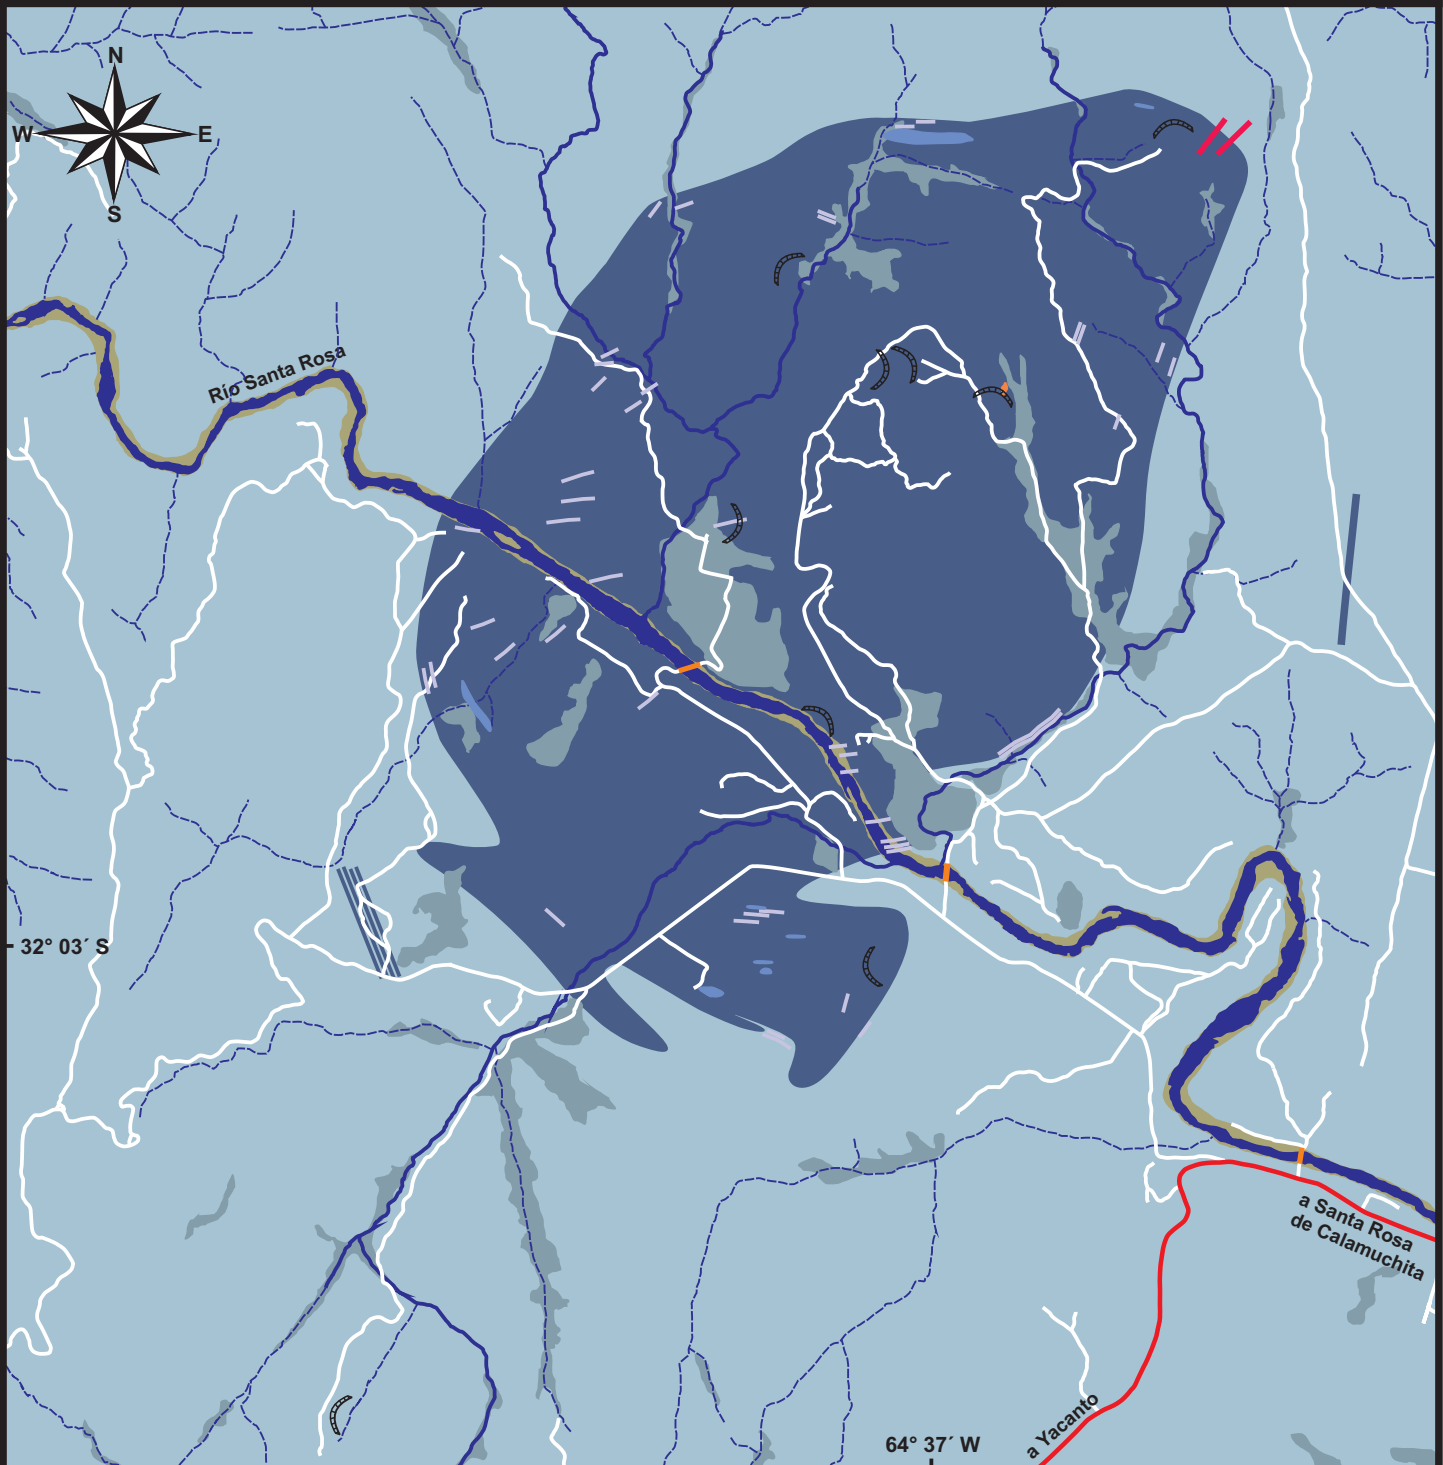 N
W
E
S
Río Santa Rosa
32° 03´ S
a Santa Rosa
de Calamuchita
a Yacanto
64° 37´ W